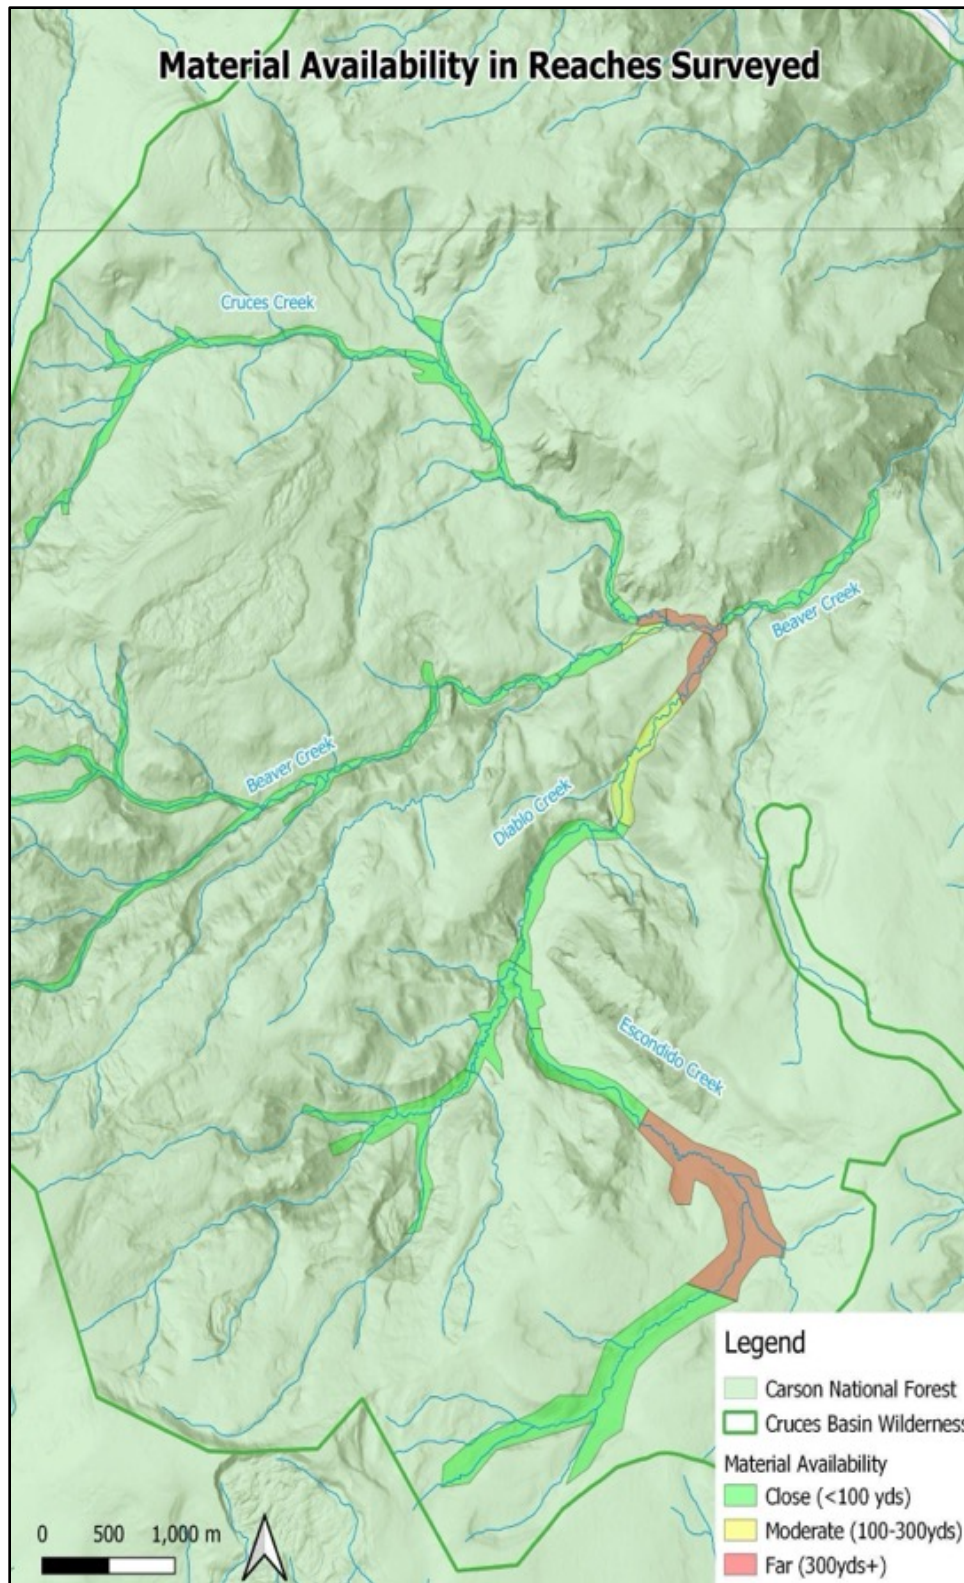 Material Availability in Reaches Surveyed
Cruces Creek
Beaver Creek
Beaver Creek
Diablo Creek
Escondido Creek
Legend
Carson National Forest
Cruces Basin Wilderness
Material Availability
Close (<100 yds)
Moderate (100-300yds)
Far (300yds+)
0 500 1,000 m